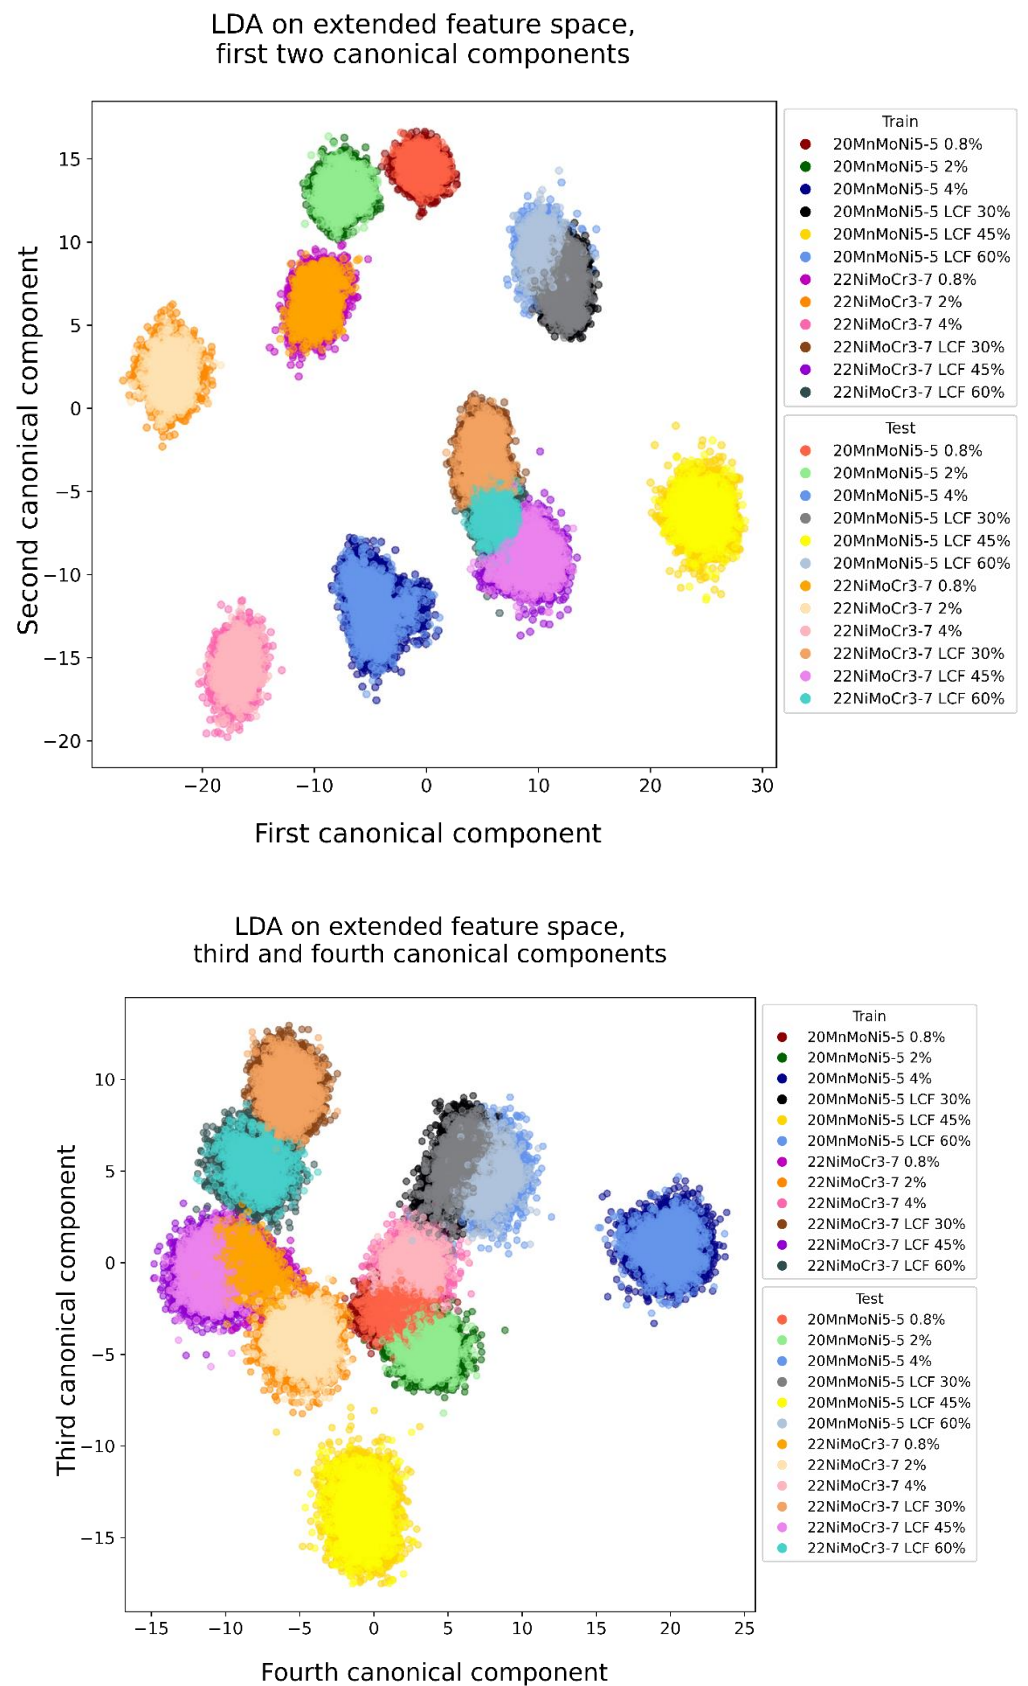 LDA on extended feature space,
first two canonical components
Second canonical component
15
10
5
0
−5
−10
−15
−20
−20
−10
0
10
20
30
First canonical component
Train
20MnMoNi5-5 0.8%
20MnMoNi5-5 2%
20MnMoNi5-5 4%
20MnMoNi5-5 LCF 30%
20MnMoNi5-5 LCF 45%
20MnMoNi5-5 LCF 60%
22NiMoCr3-7 0.8%
22NiMoCr3-7 2%
22NiMoCr3-7 4%
22NiMoCr3-7 LCF 30%
22NiMoCr3-7 LCF 45%
22NiMoCr3-7 LCF 60%
Test
20MnMoNi5-5 0.8%
20MnMoNi5-5 2%
20MnMoNi5-5 4%
20MnMoNi5-5 LCF 30%
20MnMoNi5-5 LCF 45%
20MnMoNi5-5 LCF 60%
22NiMoCr3-7 0.8%
22NiMoCr3-7 2%
22NiMoCr3-7 4%
22NiMoCr3-7 LCF 30%
22NiMoCr3-7 LCF 45%
22NiMoCr3-7 LCF 60%
LDA on extended feature space,
third and fourth canonical components
Third canonical component
10
5
0
−5
−10
−15
−15
−10
−5
0
5
10
15
20
25
Fourth canonical component
Train
20MnMoNi5-5 0.8%
20MnMoNi5-5 2%
20MnMoNi5-5 4%
20MnMoNi5-5 LCF 30%
20MnMoNi5-5 LCF 45%
20MnMoNi5-5 LCF 60%
22NiMoCr3-7 0.8%
22NiMoCr3-7 2%
22NiMoCr3-7 4%
22NiMoCr3-7 LCF 30%
22NiMoCr3-7 LCF 45%
22NiMoCr3-7 LCF 60%
Test
20MnMoNi5-5 0.8%
20MnMoNi5-5 2%
20MnMoNi5-5 4%
20MnMoNi5-5 LCF 30%
20MnMoNi5-5 LCF 45%
20MnMoNi5-5 LCF 60%
22NiMoCr3-7 0.8%
22NiMoCr3-7 2%
22NiMoCr3-7 4%
22NiMoCr3-7 LCF 30%
22NiMoCr3-7 LCF 45%
22NiMoCr3-7 LCF 60%